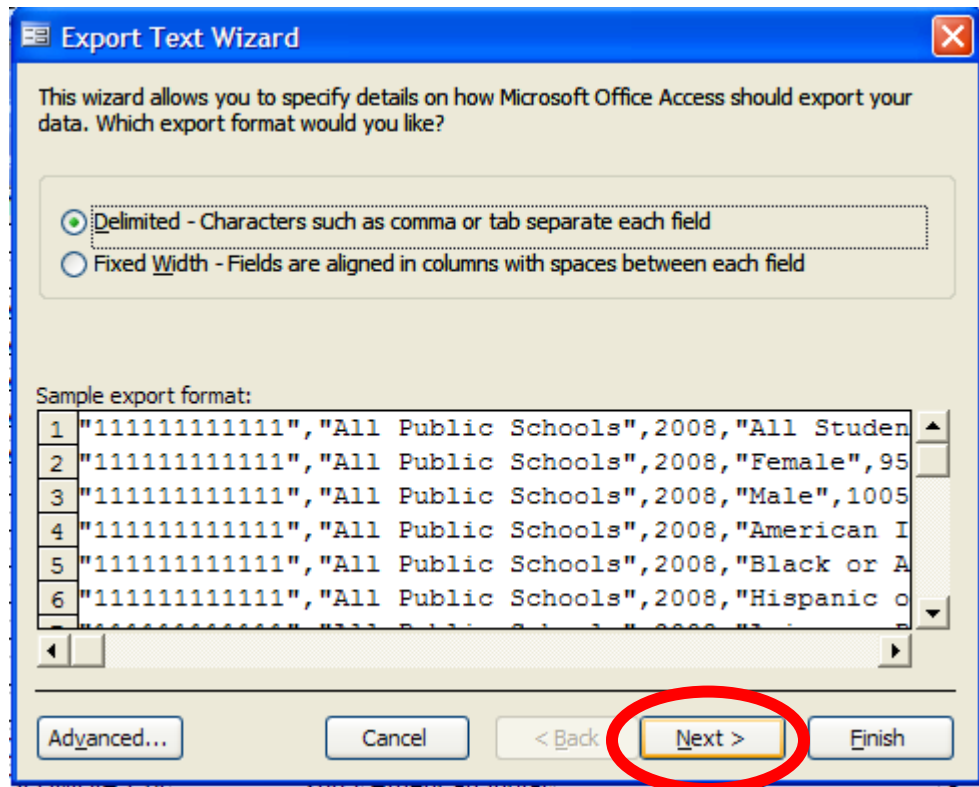 Export Text Wizard
This wizard allows you to specify details on how Microsoft Office Access should export your
data. Which export format would you like?
Delimited - Characters such as comma or tab separate each field
Fixed Width - Fields are aligned in columns with spaces between each field
Sample export format:
1 "111111111111","All Public Schools",2008,"All Studen
2 "111111111111","All Public Schools",2008,"Female",95
3 "111111111111","All Public Schools",2008,"Male",1005
4 "111111111111","All Public Schools",2008,"American I
5 "111111111111","All Public Schools",2008,"Black or A
6 "111111111111","All Public Schools",2008,"Hispanic o
Advanced... Cancel < Back Next > Finish